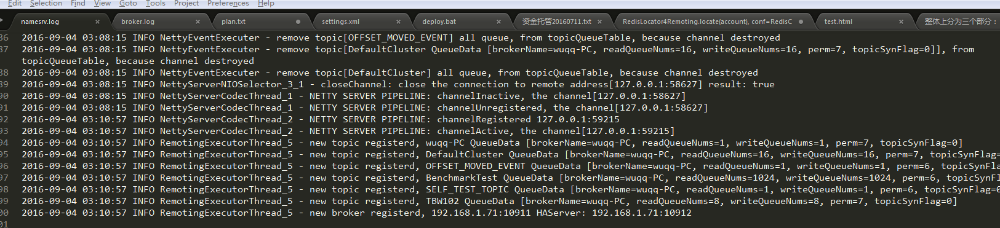 Edit Selection Find View Goto Tools Project Preferences Help
namesrv.log × broker.log × plan.txt settings.xml × deploy.bat × 资金托管20160711.txt × RedisLocator4Remoting.locate(account), conf=RedisC test.html × 整体上分为三个部分：
86 2016-09-04 03:08:15 INFO NettyEventExecuter - remove topic[OFFSET_MOVED_EVENT] all queue, from topicQueueTable, because channel destroyed
87 2016-09-04 03:08:15 INFO NettyEventExecuter - remove topic[DefaultCluster QueueData [brokerName=wuqq-PC, readQueueNums=16, writeQueueNums=16, perm=7, topicSynFlag=0]], from
topicQueueTable, because channel destroyed
88 2016-09-04 03:08:15 INFO NettyEventExecuter - remove topic[DefaultCluster] all queue, from topicQueueTable, because channel destroyed
89 2016-09-04 03:08:15 INFO NettyServerNIOSelector_3_1 - closeChannel: close the connection to remote address[127.0.0.1:58627] result: true
90 2016-09-04 03:08:15 INFO NettyServerCodecThread_1 - NETTY SERVER PIPELINE: channelInactive, the channel[127.0.0.1:58627]
91 2016-09-04 03:08:15 INFO NettyServerCodecThread_1 - NETTY SERVER PIPELINE: channelUnregistered, the channel[127.0.0.1:58627]
92 2016-09-04 03:10:57 INFO NettyServerCodecThread_2 - NETTY SERVER PIPELINE: channelRegistered 127.0.0.1:59215
93 2016-09-04 03:10:57 INFO NettyServerCodecThread_2 - NETTY SERVER PIPELINE: channelActive, the channel[127.0.0.1:59215]
94 2016-09-04 03:10:57 INFO RemotingExecutorThread_5 - new topic registerd, wuqq-PC QueueData [brokerName=wuqq-PC, readQueueNums=1, writeQueueNums=1, perm=7, topicSynFlag=0]
95 2016-09-04 03:10:57 INFO RemotingExecutorThread_5 - new topic registerd, DefaultCluster QueueData [brokerName=wuqq-PC, readQueueNums=16, writeQueueNums=16, perm=7, topicSynFlag=
96 2016-09-04 03:10:57 INFO RemotingExecutorThread_5 - new topic registerd, OFFSET_MOVED_EVENT QueueData [brokerName=wuqq-PC, readQueueNums=1, writeQueueNums=1, perm=6, topicSynFla
97 2016-09-04 03:10:57 INFO RemotingExecutorThread_5 - new topic registerd, BenchmarkTest QueueData [brokerName=wuqq-PC, readQueueNums=1024, writeQueueNums=1024, perm=6, topicSynF
98 2016-09-04 03:10:57 INFO RemotingExecutorThread_5 - new topic registerd, SELF_TEST_TOPIC QueueData [brokerName=wuqq-PC, readQueueNums=1, writeQueueNums=1, perm=6, topicSynFlag=0
99 2016-09-04 03:10:57 INFO RemotingExecutorThread_5 - new topic registerd, TBW102 QueueData [brokerName=wuqq-PC, readQueueNums=8, writeQueueNums=8, perm=7, topicSynFlag=0]
00 2016-09-04 03:10:57 INFO RemotingExecutorThread_5 - new broker registerd, 192.168.1.71:10911 HAServer: 192.168.1.71:10912
01